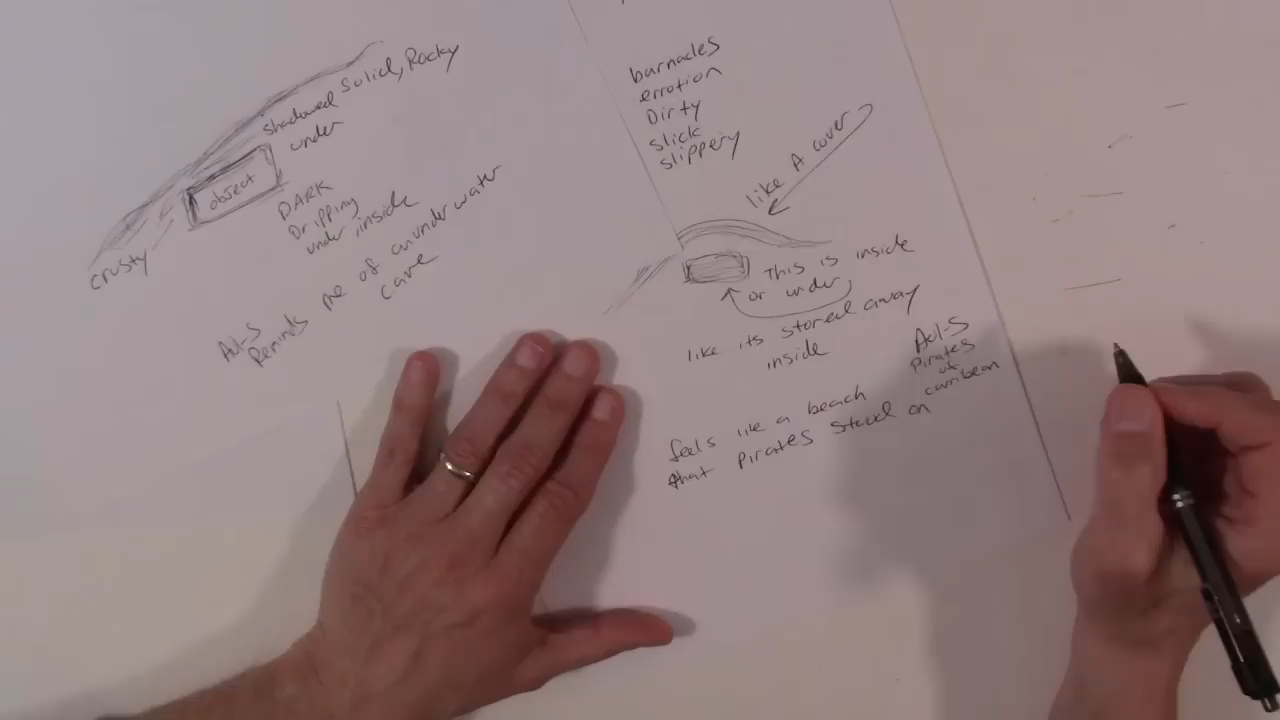 Solid, Rocky
shadowed
under
object
DARK
Dripping
under inside
crusty
Aol-S
Reminds me of an underwater
cave
barnacles
errotion
Dirty
slick
slippery
like A cover
This is inside
or under
like its stored away
inside
Aol-S
Pirates
of
carribean
feels like a beach
that Pirates stood on